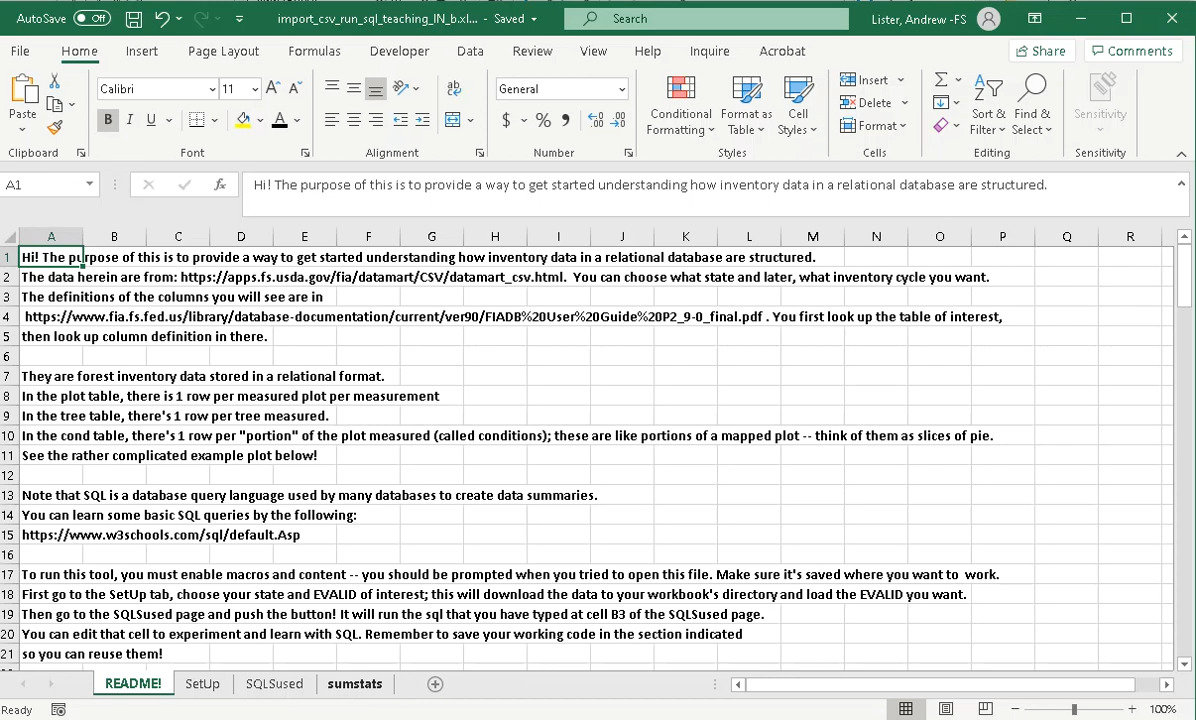 AutoSave Off import_csv_run_sql_teaching_IN_b.xl... - Saved Search Lister, Andrew -FS
File Home Insert Page Layout Formulas Developer Data Review View Help Inquire Acrobat Share Comments
Calibri 11 General
Paste Conditional Formatting Format as Table Cell Styles Insert Delete Format Sort & Filter Find & Select Sensitivity
Clipboard Font Alignment Number Styles Cells Editing Sensitivity
A1 fx Hi! The purpose of this is to provide a way to get started understanding how inventory data in a relational database are structured.
A B C D E F G H I J K L M N O P Q R
1 Hi! The purpose of this is to provide a way to get started understanding how inventory data in a relational database are structured.
2 The data herein are from: https://apps.fs.usda.gov/fia/datamart/CSV/datamart_csv.html. You can choose what state and later, what inventory cycle you want.
3 The definitions of the columns you will see are in
4 https://www.fia.fs.fed.us/library/database-documentation/current/ver90/FIADB%20User%20Guide%20P2_9-0_final.pdf . You first look up the table of interest,
5 then look up column definition in there.
6
7 They are forest inventory data stored in a relational format.
8 In the plot table, there is 1 row per measured plot per measurement
9 In the tree table, there's 1 row per tree measured.
10 In the cond table, there's 1 row per "portion" of the plot measured (called conditions); these are like portions of a mapped plot -- think of them as slices of pie.
11 See the rather complicated example plot below!
12
13 Note that SQL is a database query language used by many databases to create data summaries.
14 You can learn some basic SQL queries by the following:
15 https://www.w3schools.com/sql/default.Asp
16
17 To run this tool, you must enable macros and content -- you should be prompted when you tried to open this file. Make sure it's saved where you want to work.
18 First go to the SetUp tab, choose your state and EVALID of interest; this will download the data to your workbook's directory and load the EVALID you want.
19 Then go to the SQLSused page and push the button! It will run the sql that you have typed at cell B3 of the SQLSused page.
20 You can edit that cell to experiment and learn with SQL. Remember to save your working code in the section indicated
21 so you can reuse them!
README! SetUp SQLSused sumstats
Ready 100%